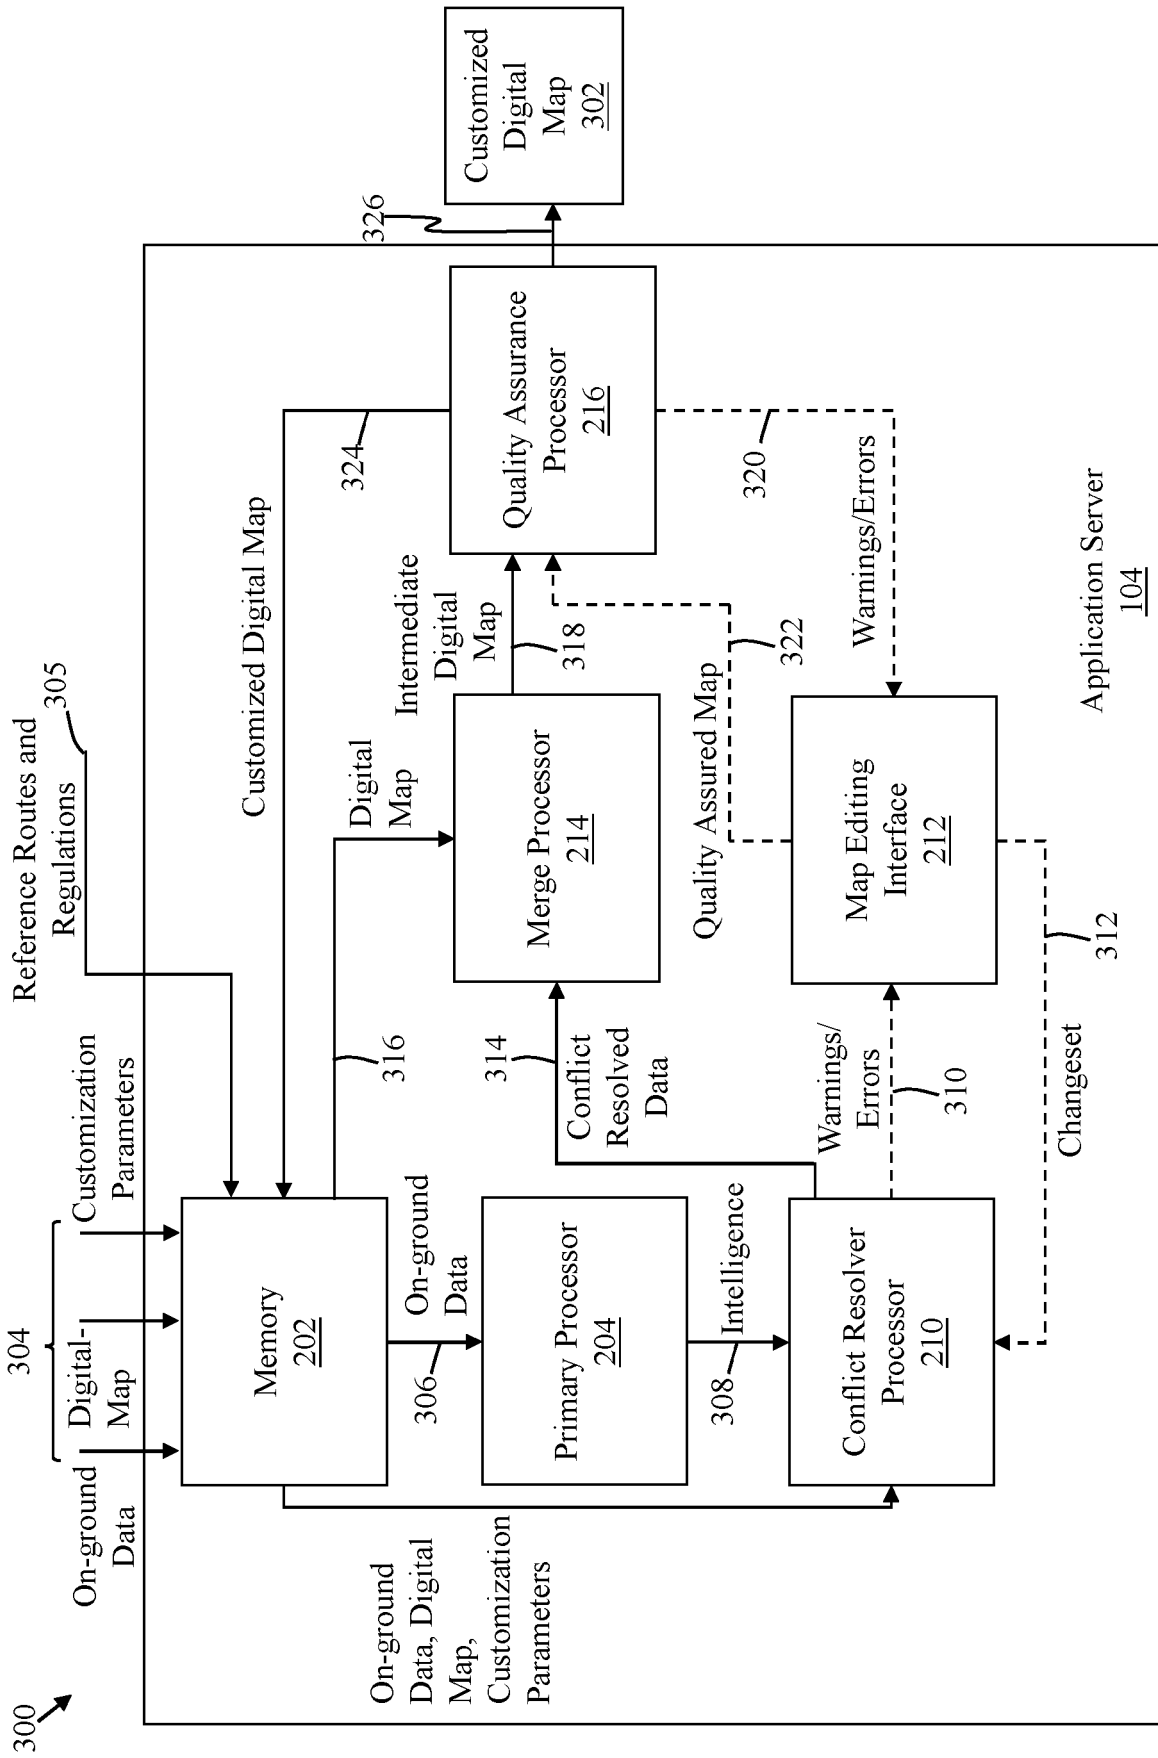 300
304
On-ground
Data
Digital-
Map
Customization
Parameters
Reference Routes and
Regulations
305
Memory
202
Customized Digital Map
324
326
Customized
Digital
Map
302
316
Digital
Map
On-ground
Data
306
On-ground
Data, Digital
Map,
Customization
Parameters
Primary Processor
204
Intelligence
308
314
Conflict
Resolved
Data
Merge Processor
214
Intermediate
Digital
Map
318
Quality Assurance
Processor
216
320
322
Quality Assured Map
Warnings/Errors
Conflict Resolver
Processor
210
Warnings/
Errors
310
Map Editing
Interface
212
Changeset
312
Application Server
104